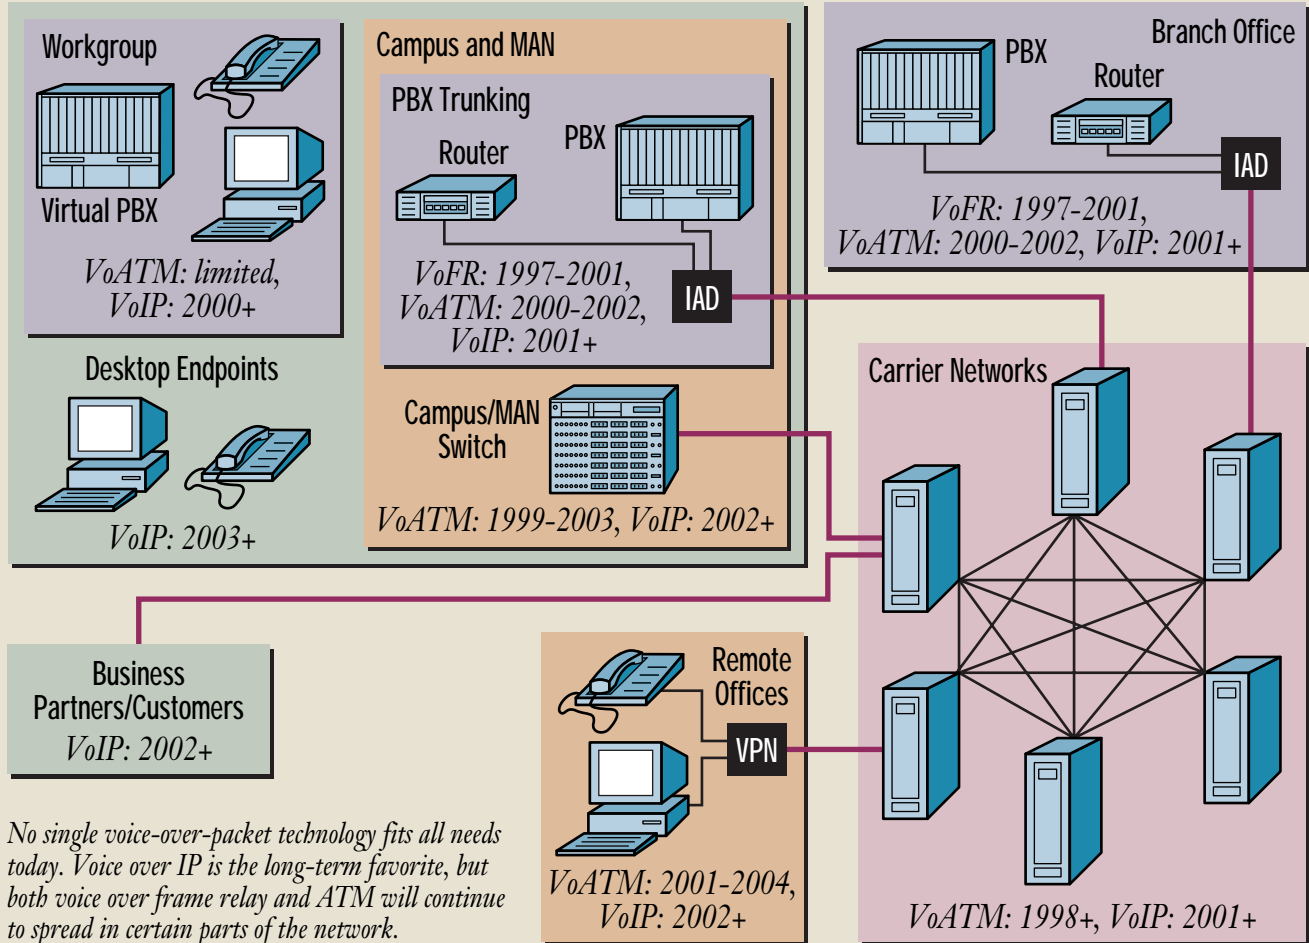 Workgroup
Virtual PBX
VoATM: limited,
VoIP: 2000+
Desktop Endpoints
VoIP: 2003+
Campus and MAN
PBX Trunking
Router
PBX
IAD
VoFR: 1997-2001,
VoATM: 2000-2002,
VoIP: 2001+
Campus/MAN
Switch
VoATM: 1999-2003, VoIP: 2002+
Branch Office
PBX
Router
IAD
VoFR: 1997-2001,
VoATM: 2000-2002, VoIP: 2001+
Carrier Networks
VoATM: 1998+, VoIP: 2001+
Business
Partners/Customers
VoIP: 2002+
Remote
Offices
VPN
VoATM: 2001-2004,
VoIP: 2002+
No single voice-over-packet technology fits all needs
today. Voice over IP is the long-term favorite, but
both voice over frame relay and ATM will continue
to spread in certain parts of the network.